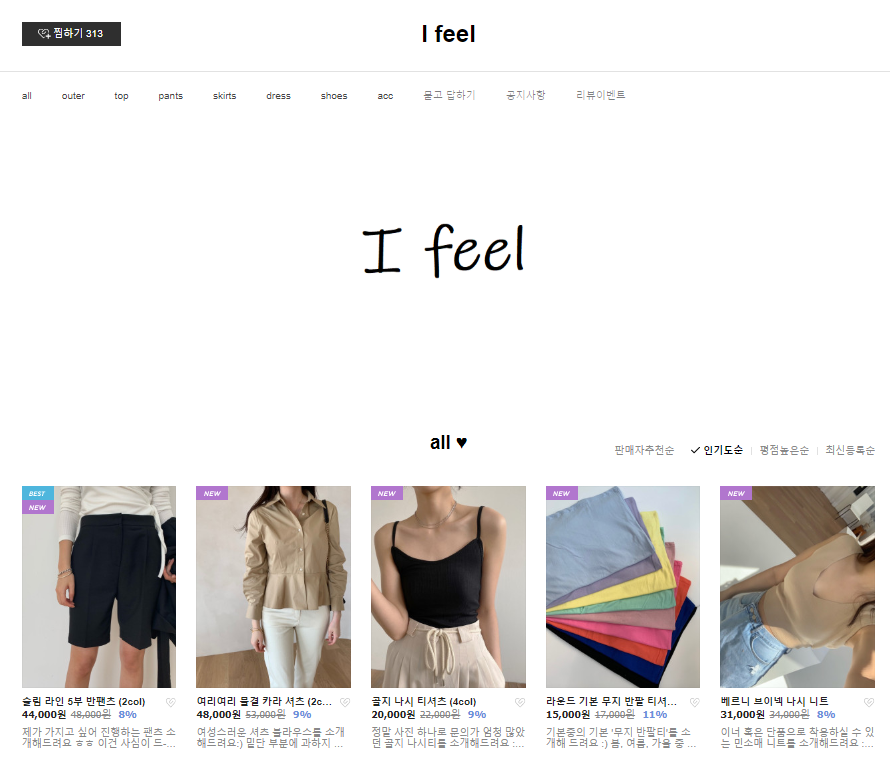 찜하기 313
I feel
all outer top pants skirts dress shoes acc 묻고 답하기 공지사항 리뷰이벤트
I feel
all ♥
판매자추천순 인기도순 평점높은순 최신등록순
BEST
NEW
NEW
NEW
NEW
NEW
슬림 라인 5부 반팬츠 (2col)
44,000원 48,000원 8%
제가 가지고 싶어 진행하는 팬츠 소
개해드려요 ㅎㅎ 이건 사심이 드-...
여리여리 물결 카라 셔츠 (2c...
48,000원 53,000원 9%
여성스러운 셔츠 블라우스를 소개
해드려요:) 밑단 부분에 과하지 ...
골지 나시 티셔츠 (4col)
20,000원 22,000원 9%
정말 사진 하나로 문의가 엄청 많았
던 골지 나시티를 소개해드려요 :...
라운드 기본 무지 반팔 티셔...
15,000원 17,000원 11%
기본중의 기본 '무지 반팔티'를 소
개해 드려요 :) 봄, 여름, 가을 중 ...
베르니 브이넥 나시 니트
31,000원 34,000원 8%
이너 혹은 단품으로 착용하실 수 있
는 민소매 니트를 소개해드려요 :...